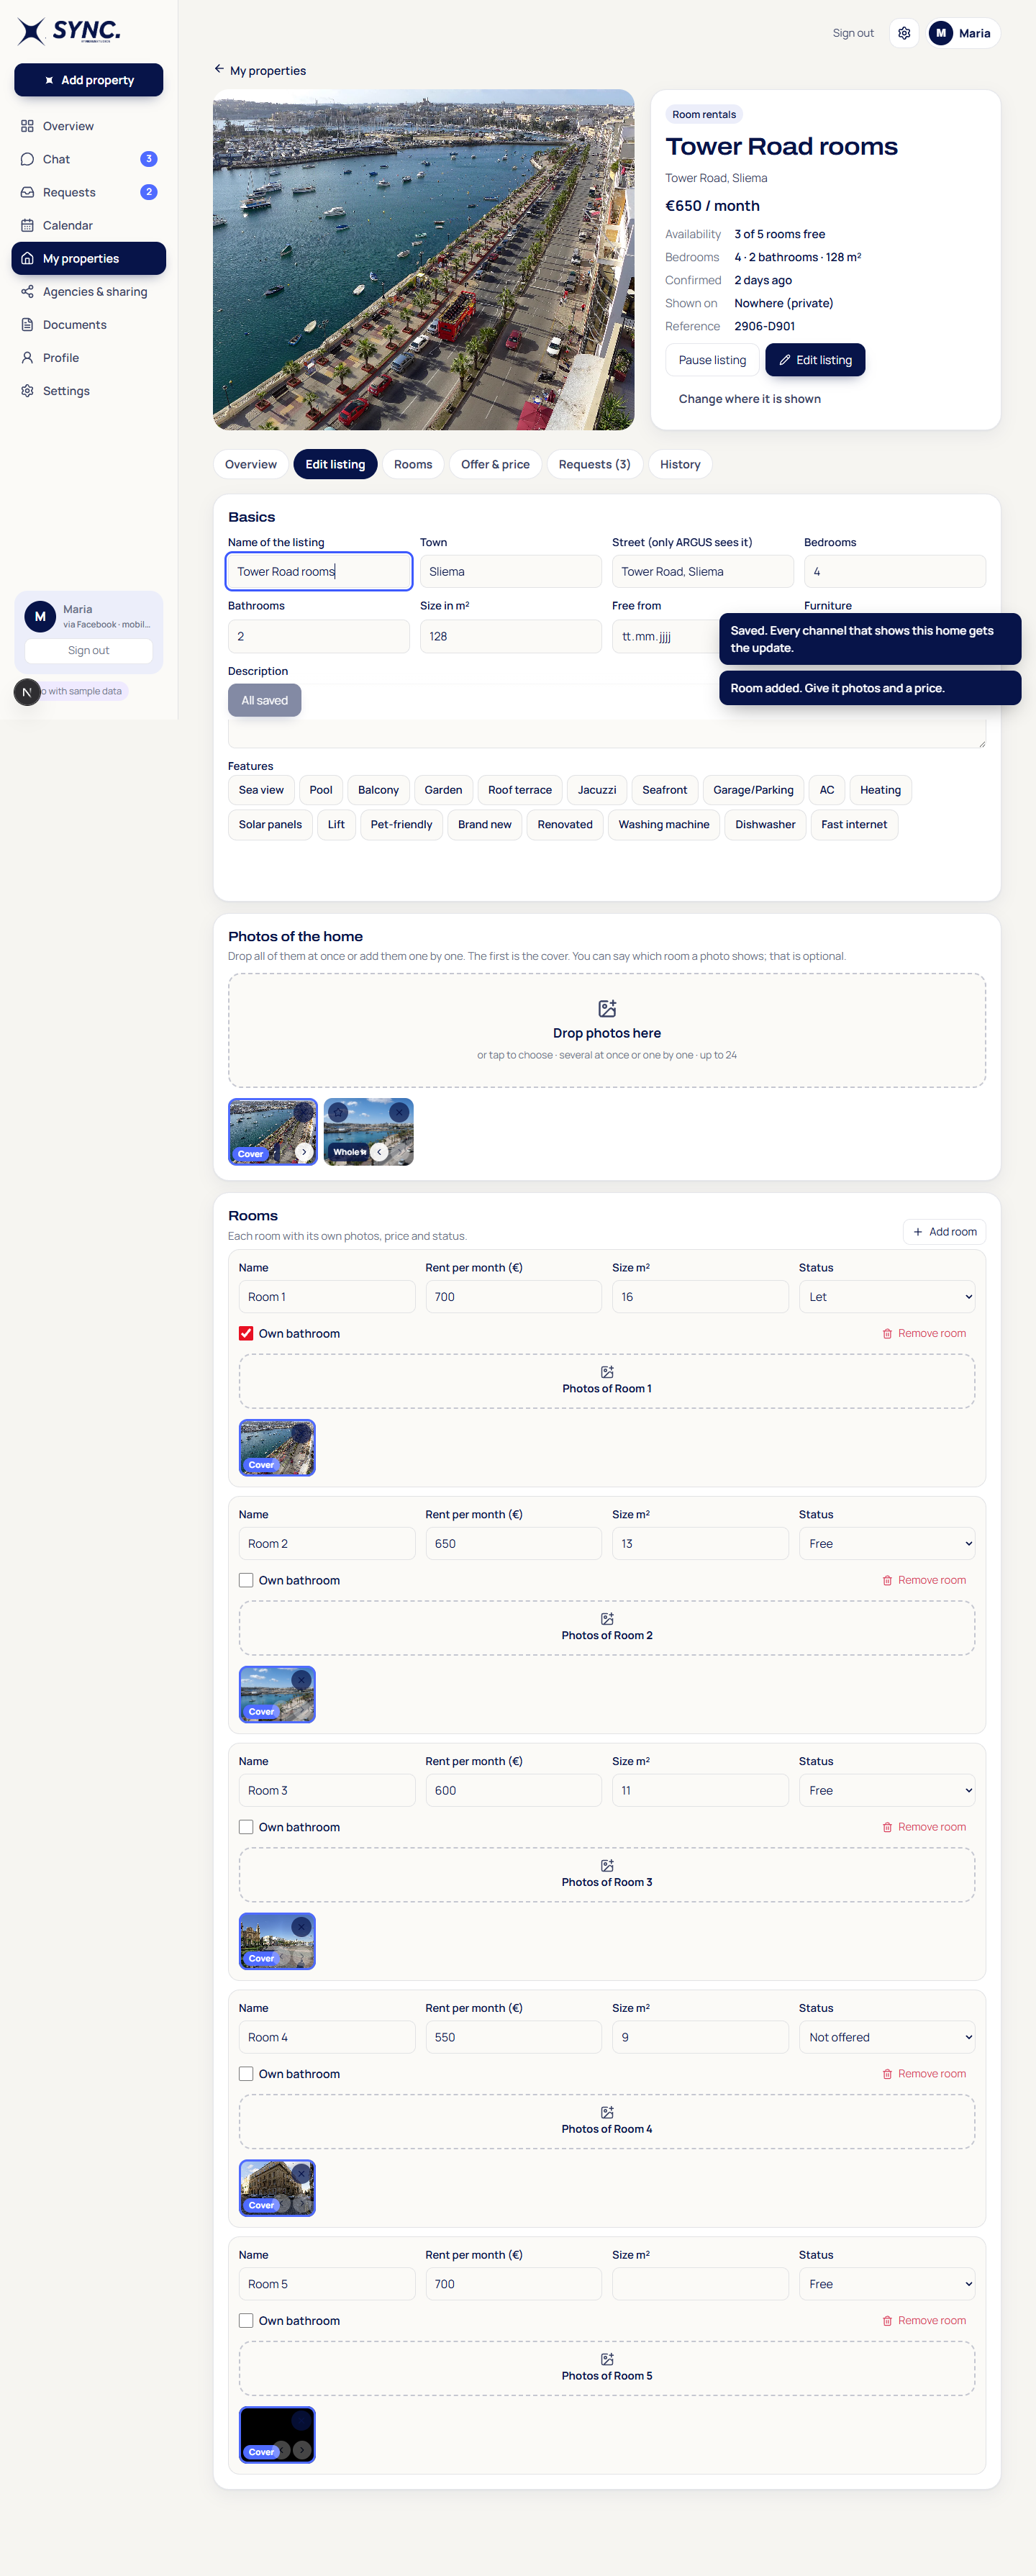 SYNC.
Add property
Overview
Chat 3
Requests 2
Calendar
My properties
Agencies & sharing
Documents
Profile
Settings
M Maria
via Facebook · mobil...
Sign out
N o with sample data
Sign out M Maria
My properties
Room rentals
Tower Road rooms
Tower Road, Sliema
€650 / month
Availability 3 of 5 rooms free
Bedrooms 4 · 2 bathrooms · 128 m²
Confirmed 2 days ago
Shown on Nowhere (private)
Reference 2906-D901
Pause listing Edit listing
Change where it is shown
Overview Edit listing Rooms Offer & price Requests (3) History
Basics
Name of the listing Town Street (only ARGUS sees it) Bedrooms
Tower Road rooms Sliema Tower Road, Sliema 4
Bathrooms Size in m² Free from Furniture
2 128 tt.mm.jjjj
Saved. Every channel that shows this home gets
the update.
Room added. Give it photos and a price.
Description
All saved
Features
Sea view Pool Balcony Garden Roof terrace Jacuzzi Seafront Garage/Parking AC Heating
Solar panels Lift Pet-friendly Brand new Renovated Washing machine Dishwasher Fast internet
Photos of the home
Drop all of them at once or add them one by one. The first is the cover. You can say which room a photo shows; that is optional.
Drop photos here
or tap to choose · several at once or one by one · up to 24
Cover Whole
Rooms
Each room with its own photos, price and status.
Add room
Name Rent per month (€) Size m² Status
Room 1 700 16 Let
Own bathroom Remove room
Photos of Room 1
Cover
Name Rent per month (€) Size m² Status
Room 2 650 13 Free
Own bathroom Remove room
Photos of Room 2
Cover
Name Rent per month (€) Size m² Status
Room 3 600 11 Free
Own bathroom Remove room
Photos of Room 3
Cover
Name Rent per month (€) Size m² Status
Room 4 550 9 Not offered
Own bathroom Remove room
Photos of Room 4
Cover
Name Rent per month (€) Size m² Status
Room 5 700 Free
Own bathroom Remove room
Photos of Room 5
Cover